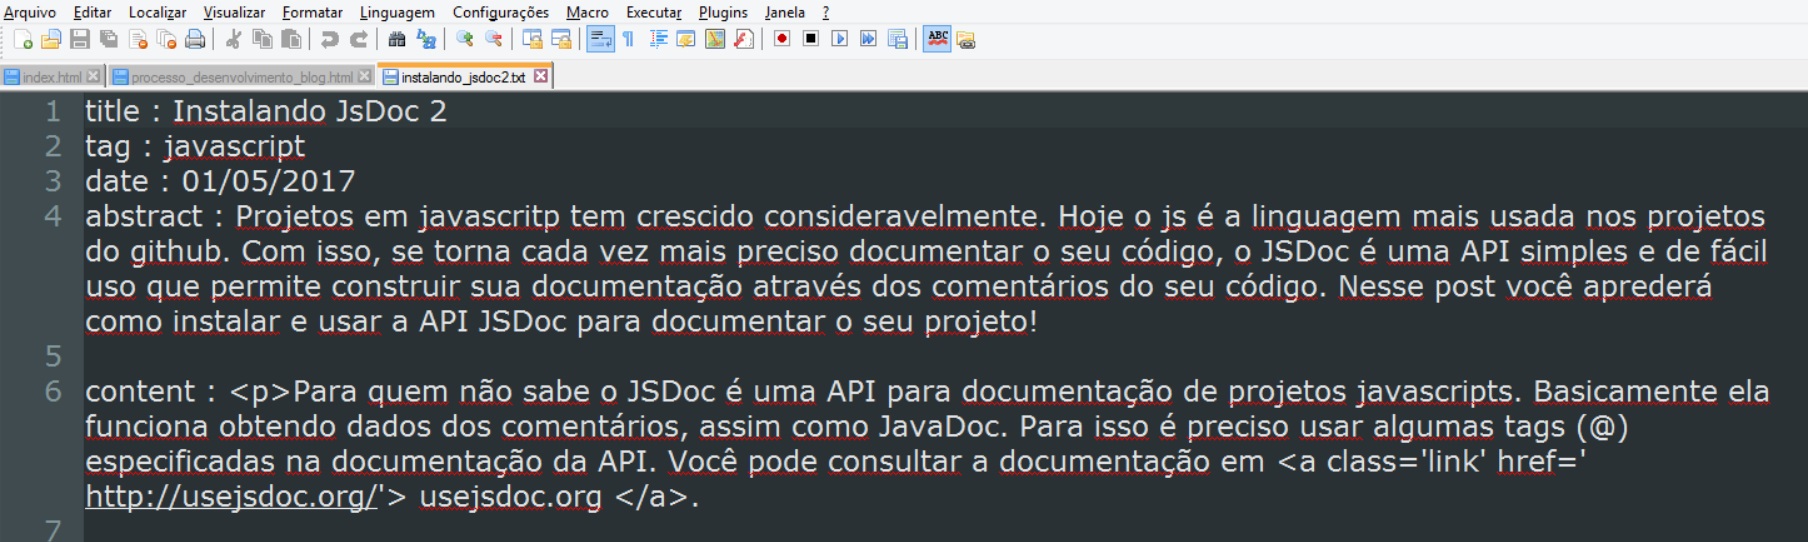 Arquivo Editar Localizar Visualizar Formatar Linguagem Configurações Macro Executar Plugins Janela ?
ABC
index.html processo_desenvolvimento_blog.html instalando_jsdoc2.txt
1 title : Instalando JsDoc 2
2 tag : javascript
3 date : 01/05/2017
4 abstract : Projetos em javascritp tem crescido consideravelmente. Hoje o js é a linguagem mais usada nos projetos
do github. Com isso, se torna cada vez mais preciso documentar o seu código, o JSDoc é uma API simples e de fácil
uso que permite construir sua documentação através dos comentários do seu código. Nesse post você aprederá
como instalar e usar a API JSDoc para documentar o seu projeto!
5
6 content : <p>Para quem não sabe o JSDoc é uma API para documentação de projetos javascripts. Basicamente ela
funciona obtendo dados dos comentários, assim como JavaDoc. Para isso é preciso usar algumas tags (@)
especificadas na documentação da API. Você pode consultar a documentação em <a class='link' href='
http://usejsdoc.org/'> usejsdoc.org </a>.
7